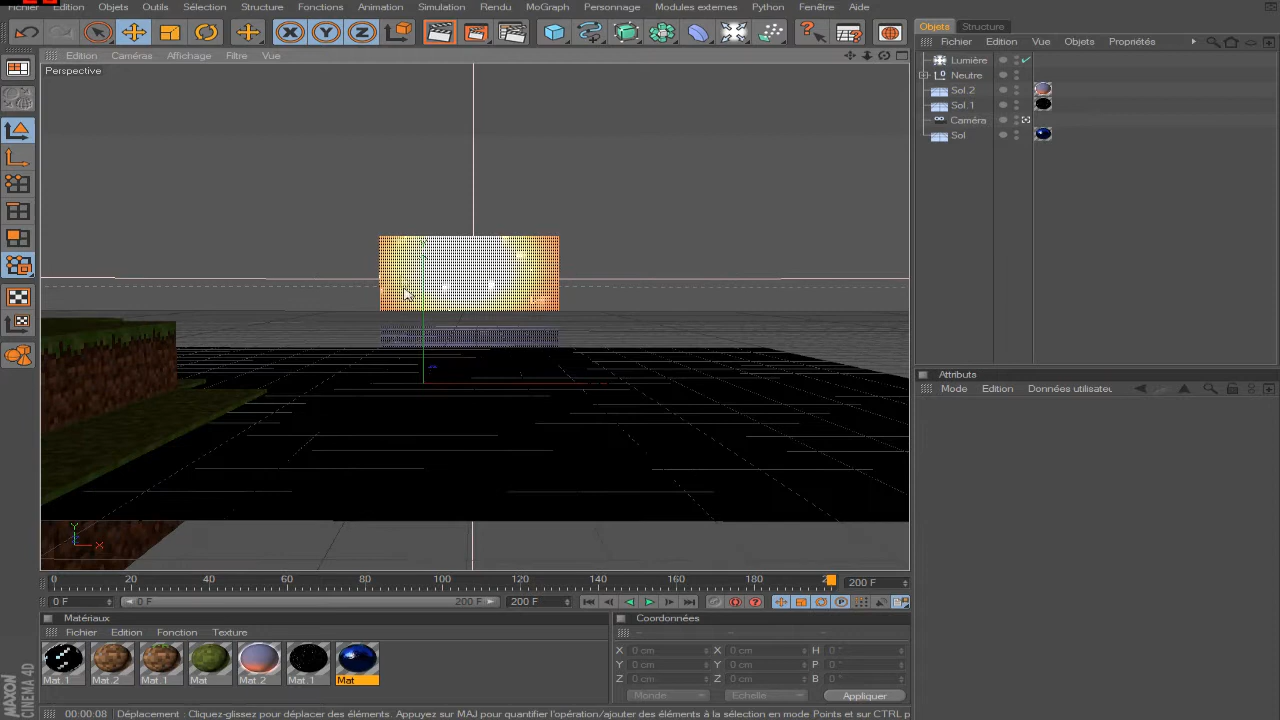 Fichier Edition Objets Outils Sélection Structure Fonctions Animation Simulation Rendu MoGraph Personnage Modules externes Python Fenêtre Aide
Edition Caméras Affichage Filtre Vue
Perspective
Objets Structure
Fichier Edition Vue Objets Propriétés
Lumière
Neutre
Sol.2
Sol.1
Caméra
Sol
Attributs
Mode Edition Données utilisateu
Y
X
0 20 40 60 80 100 120 140 160 180 2 200 F
0 F 0 F 200 F 200 F
Matériaux
Fichier Edition Fonction Texture
Mat.1 Mat.2 Mat.1 Mat Mat.2 Mat.1 Mat
Coordonnées
X 0 cm X 0 cm H 0 °
Y 0 cm Y 0 cm P 0 °
Z 0 cm Z 0 cm B 0 °
Monde Echelle Appliquer
MAXON
CINEMA 4D
00:00:08 Déplacement : Cliquez-glissez pour déplacer des éléments. Appuyez sur MAJ pour quantifier l'opération/ajouter des éléments à la sélection en mode Points et sur CTRL p